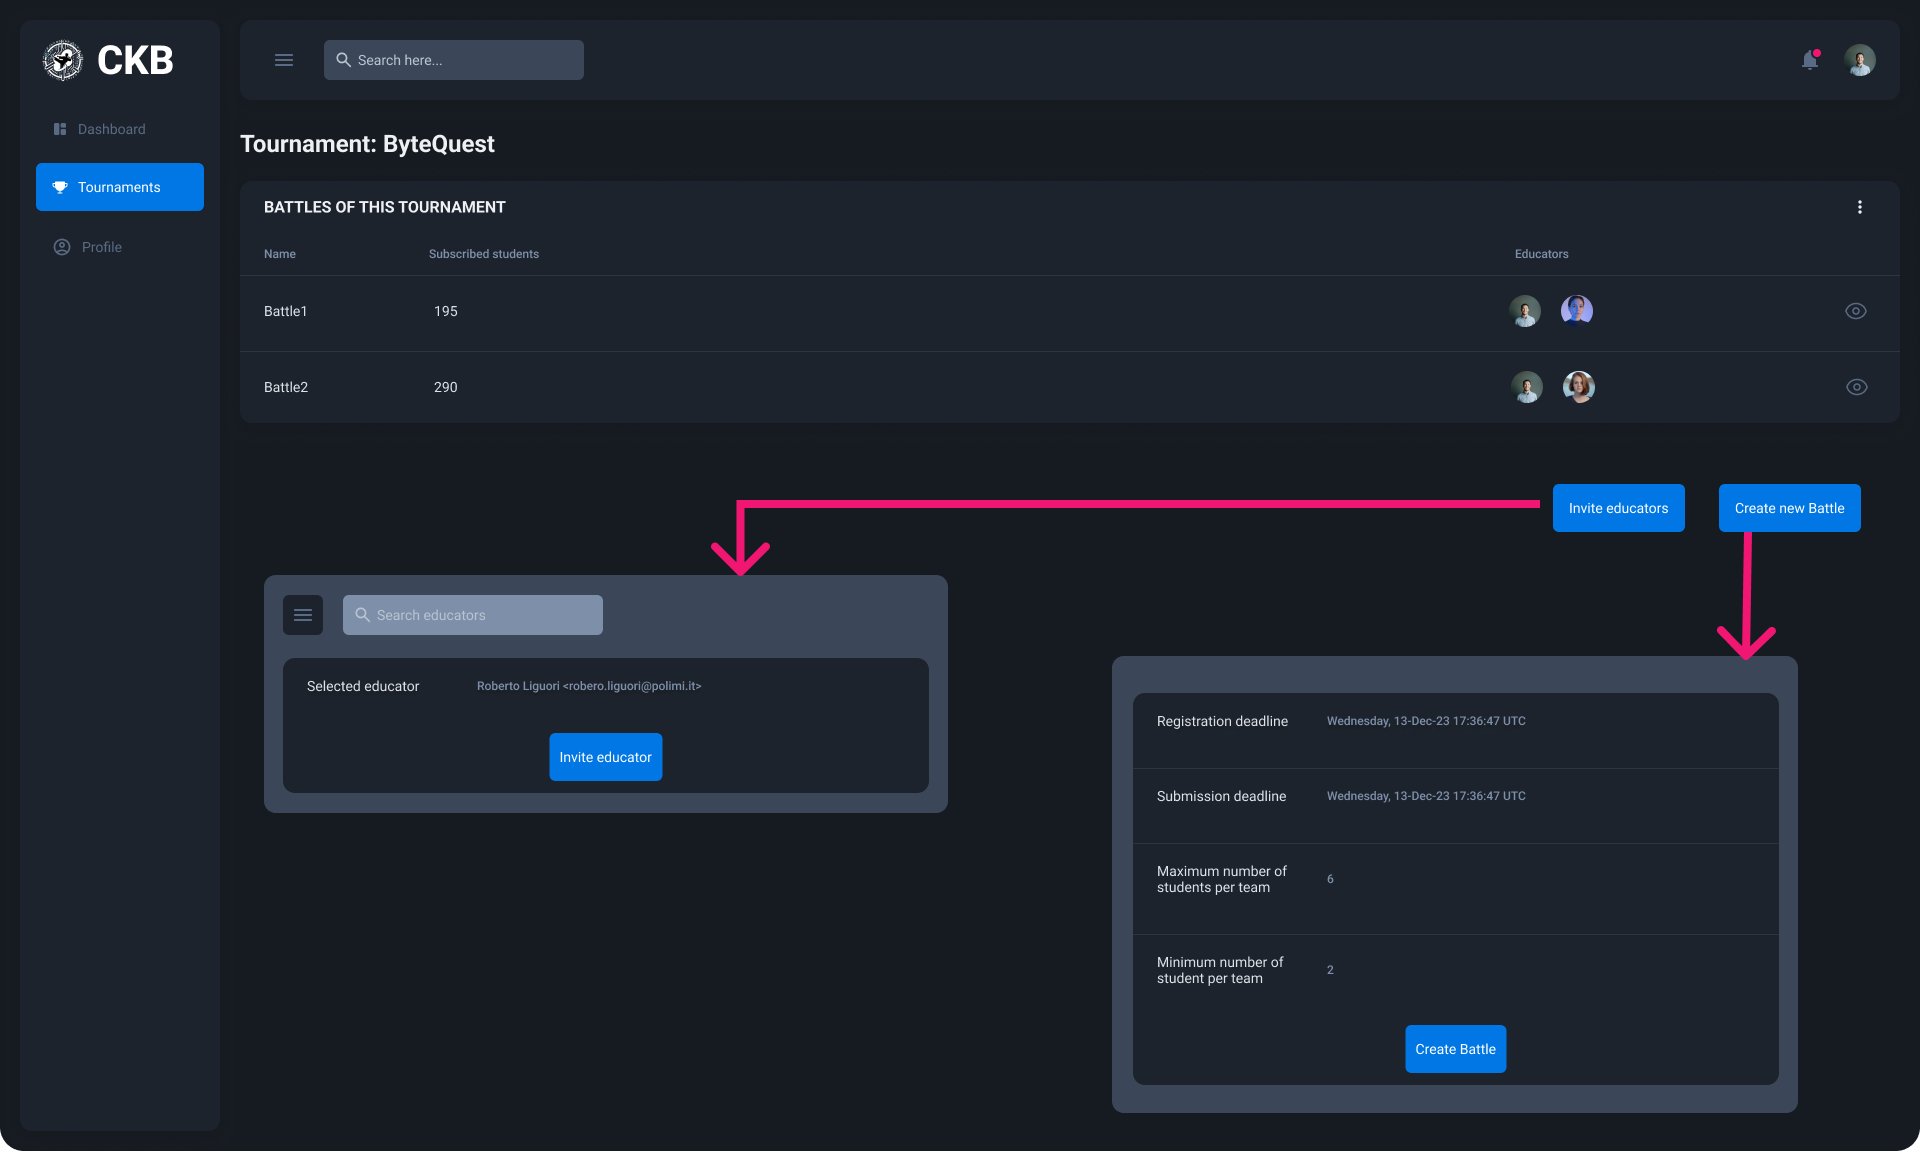 CKB
Search here...
Dashboard
Tournaments
Profile
Tournament: ByteQuest
BATTLES OF THIS TOURNAMENT
Name Subscribed students Educators
Battle1 195
Battle2 290
Invite educators Create new Battle
Search educators
Selected educator Roberto Liguori <robero.liguori@polimi.it>
Invite educator
Registration deadline Wednesday, 13-Dec-23 17:36:47 UTC
Submission deadline Wednesday, 13-Dec-23 17:36:47 UTC
Maximum number of
students per team 6
Minimum number of
student per team 2
Create Battle